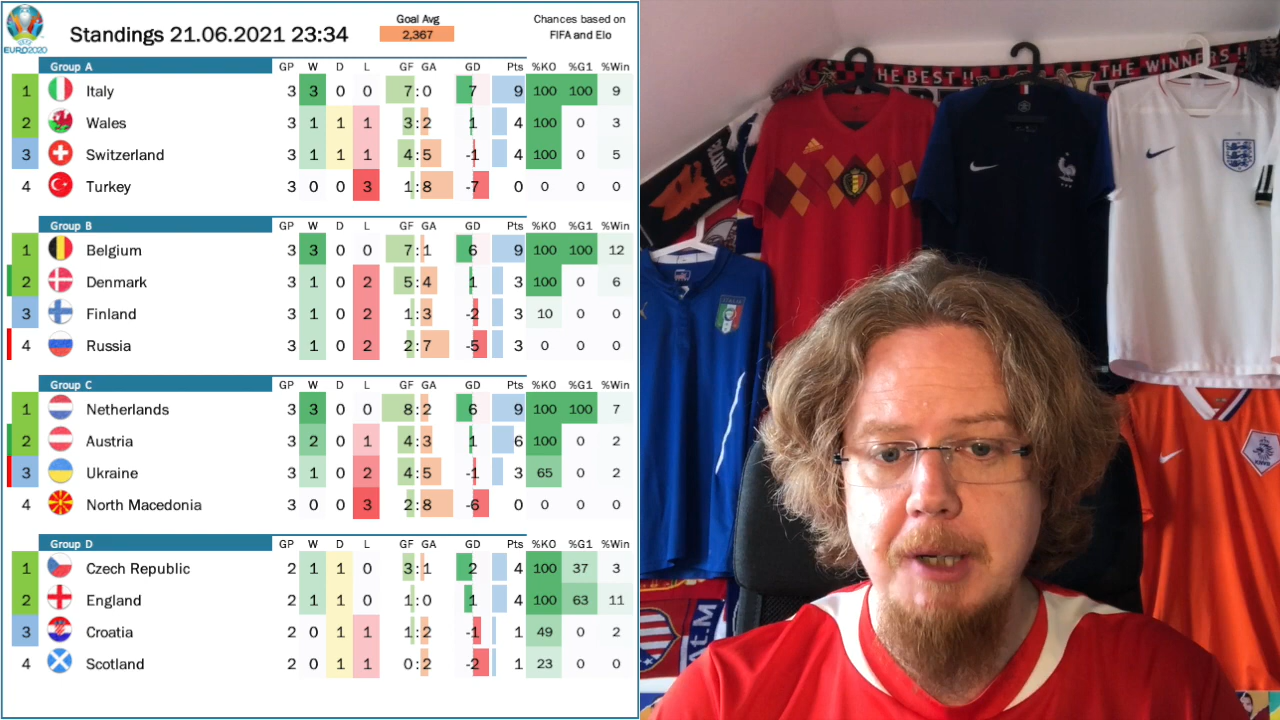 EURO2020
Standings 21.06.2021 23:34
Goal Avg
2,367
Chances based on
FIFA and Elo
Group A GP W D L GF GA GD Pts %KO %G1 %Win
1 Italy 3 3 0 0 7:0 7 9 100 100 9
2 Wales 3 1 1 1 3:2 1 4 100 0 3
3 Switzerland 3 1 1 1 4:5 -1 4 100 0 5
4 Turkey 3 0 0 3 1:8 -7 0 0 0 0
Group B GP W D L GF GA GD Pts %KO %G1 %Win
1 Belgium 3 3 0 0 7:1 6 9 100 100 12
2 Denmark 3 1 0 2 5:4 1 3 100 0 6
3 Finland 3 1 0 2 1:3 -2 3 10 0 0
4 Russia 3 1 0 2 2:7 -5 3 0 0 0
Group C GP W D L GF GA GD Pts %KO %G1 %Win
1 Netherlands 3 3 0 0 8:2 6 9 100 100 7
2 Austria 3 2 0 1 4:3 1 6 100 0 2
3 Ukraine 3 1 0 2 4:5 -1 3 65 0 2
4 North Macedonia 3 0 0 3 2:8 -6 0 0 0 0
Group D GP W D L GF GA GD Pts %KO %G1 %Win
1 Czech Republic 2 1 1 0 3:1 2 4 100 37 3
2 England 2 1 1 0 1:0 1 4 100 63 11
3 Croatia 2 0 1 1 1:2 -1 1 49 0 2
4 Scotland 2 0 1 1 0:2 -2 1 23 0 0
HE BEST !!
THE WINNERS
ITALIA
KNVB
At.M